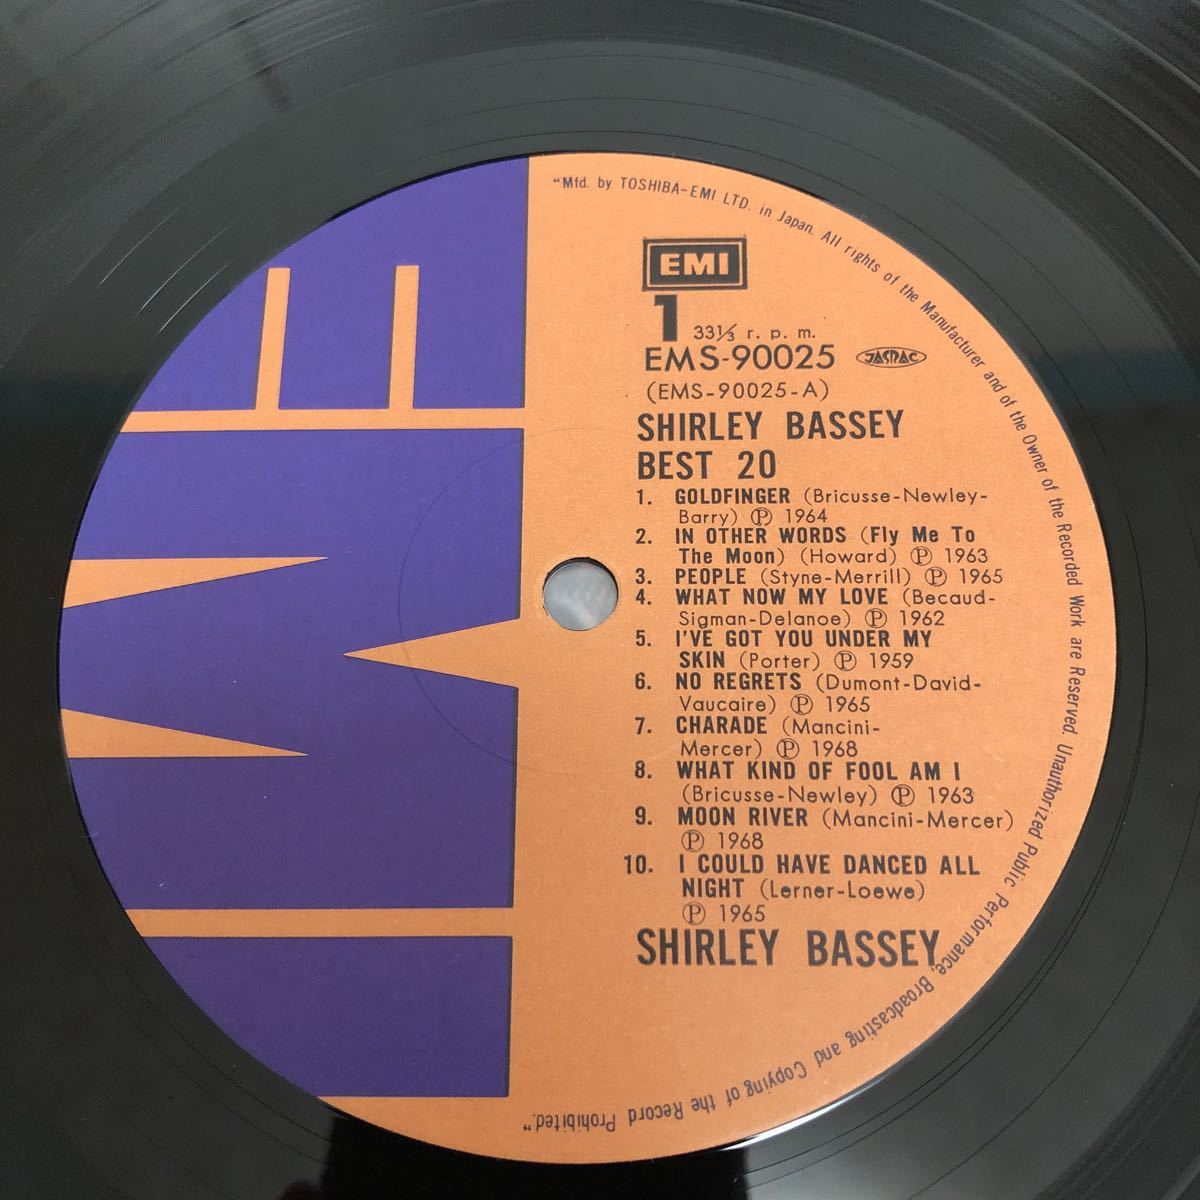 "Mfd. by TOSHIBA-EMI LTD. in Japan. All rights of the Manufacturer and of the Owner of the Recorded Work are Reserved. Unauthorized Public Performance, Broadcasting and Copying of the Record Prohibited."
EMI
EMI
1 33⅓ r. p. m.
EMS-90025 JASRAC
(EMS-90025-A)
SHIRLEY BASSEY
BEST 20
1. GOLDFINGER (Bricusse-Newley-
Barry) ℗ 1964
2. IN OTHER WORDS (Fly Me To
The Moon) (Howard) ℗ 1963
3. PEOPLE (Styne-Merrill) ℗ 1965
4. WHAT NOW MY LOVE (Becaud-
Sigman-Delanoe) ℗ 1962
5. I'VE GOT YOU UNDER MY
SKIN (Porter) ℗ 1959
6. NO REGRETS (Dumont-David-
Vaucaire) ℗ 1965
7. CHARADE (Mancini-
Mercer) ℗ 1968
8. WHAT KIND OF FOOL AM I
(Bricusse-Newley) ℗ 1963
9. MOON RIVER (Mancini-Mercer)
℗ 1968
10. I COULD HAVE DANCED ALL
NIGHT (Lerner-Loewe)
℗ 1965
SHIRLEY BASSEY